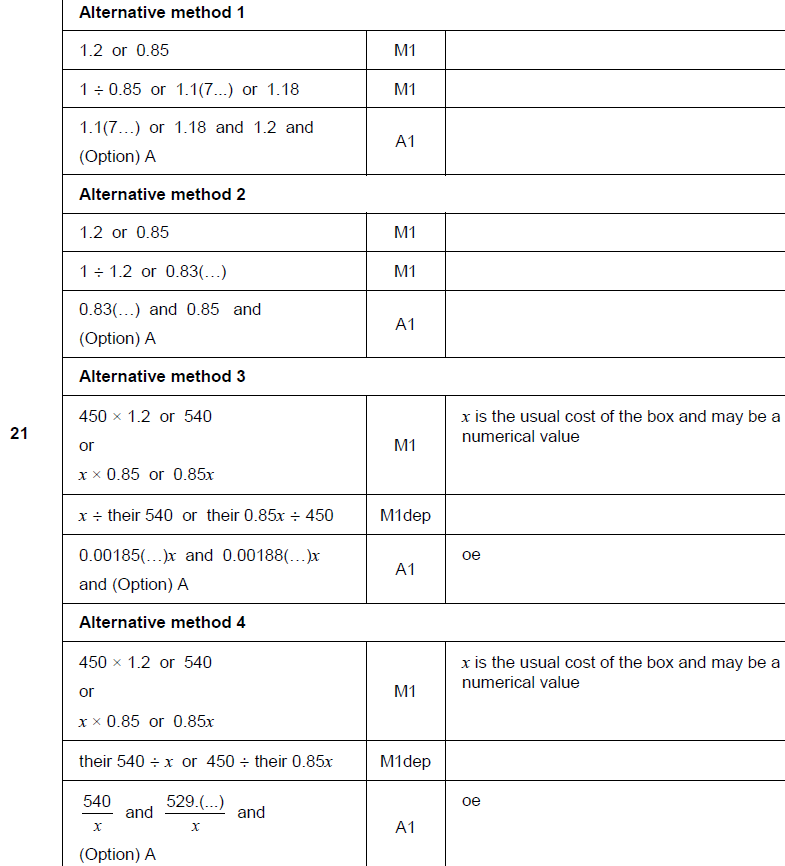 Alternative method 1
1.2 or 0.85 M1
1 ÷ 0.85 or 1.1(7...) or 1.18 M1
1.1(7…) or 1.18 and 1.2 and
(Option) A A1
Alternative method 2
1.2 or 0.85 M1
1 ÷ 1.2 or 0.83(…) M1
0.83(…) and 0.85 and
(Option) A A1
Alternative method 3
21
450 × 1.2 or 540
or
x × 0.85 or 0.85x
M1
x is the usual cost of the box and may be a
numerical value
x ÷ their 540 or their 0.85x ÷ 450 M1dep
0.00185(…)x and 0.00188(…)x
and (Option) A
A1
oe
Alternative method 4
450 × 1.2 or 540
or
x × 0.85 or 0.85x
M1
x is the usual cost of the box and may be a
numerical value
their 540 ÷ x or 450 ÷ their 0.85x M1dep
540/x and 529.(...)/x and
(Option) A
A1
oe